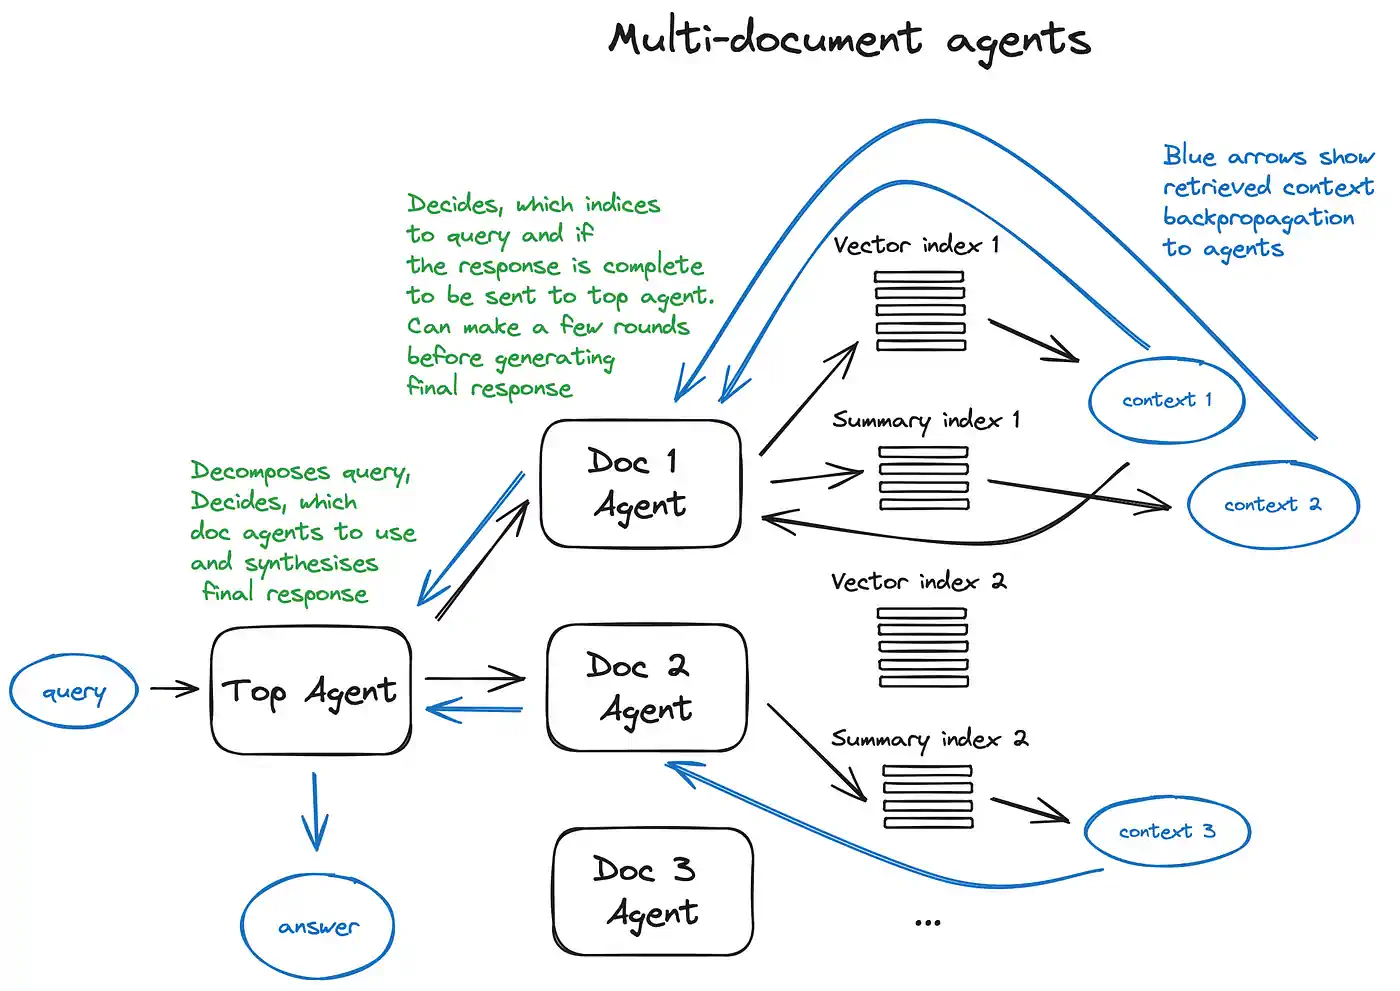 Multi-document agents
Blue arrows show
retrieved context
backpropagation
to agents
Decides, which indices
to query and if
the response is complete
to be sent to top agent.
Can make a few rounds
before generating
final response
Vector index 1
context 1
Summary index 1
context 2
Doc 1
Agent
Decomposes query,
Decides, which
doc agents to use
and synthesises
final response
Vector index 2
query
Top Agent
Doc 2
Agent
Summary index 2
context 3
Doc 3
Agent
...
answer